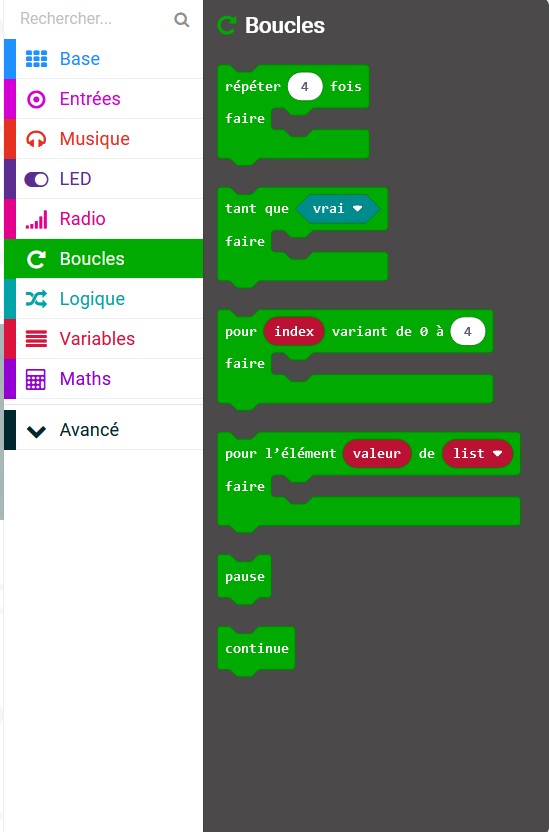 Rechercher...
Base
Entrées
Musique
LED
Radio
Boucles
Logique
Variables
Maths
Avancé
Boucles
répéter 4 fois
faire
tant que vrai
faire
pour index variant de 0 à 4
faire
pour l'élément valeur de list
faire
pause
continue